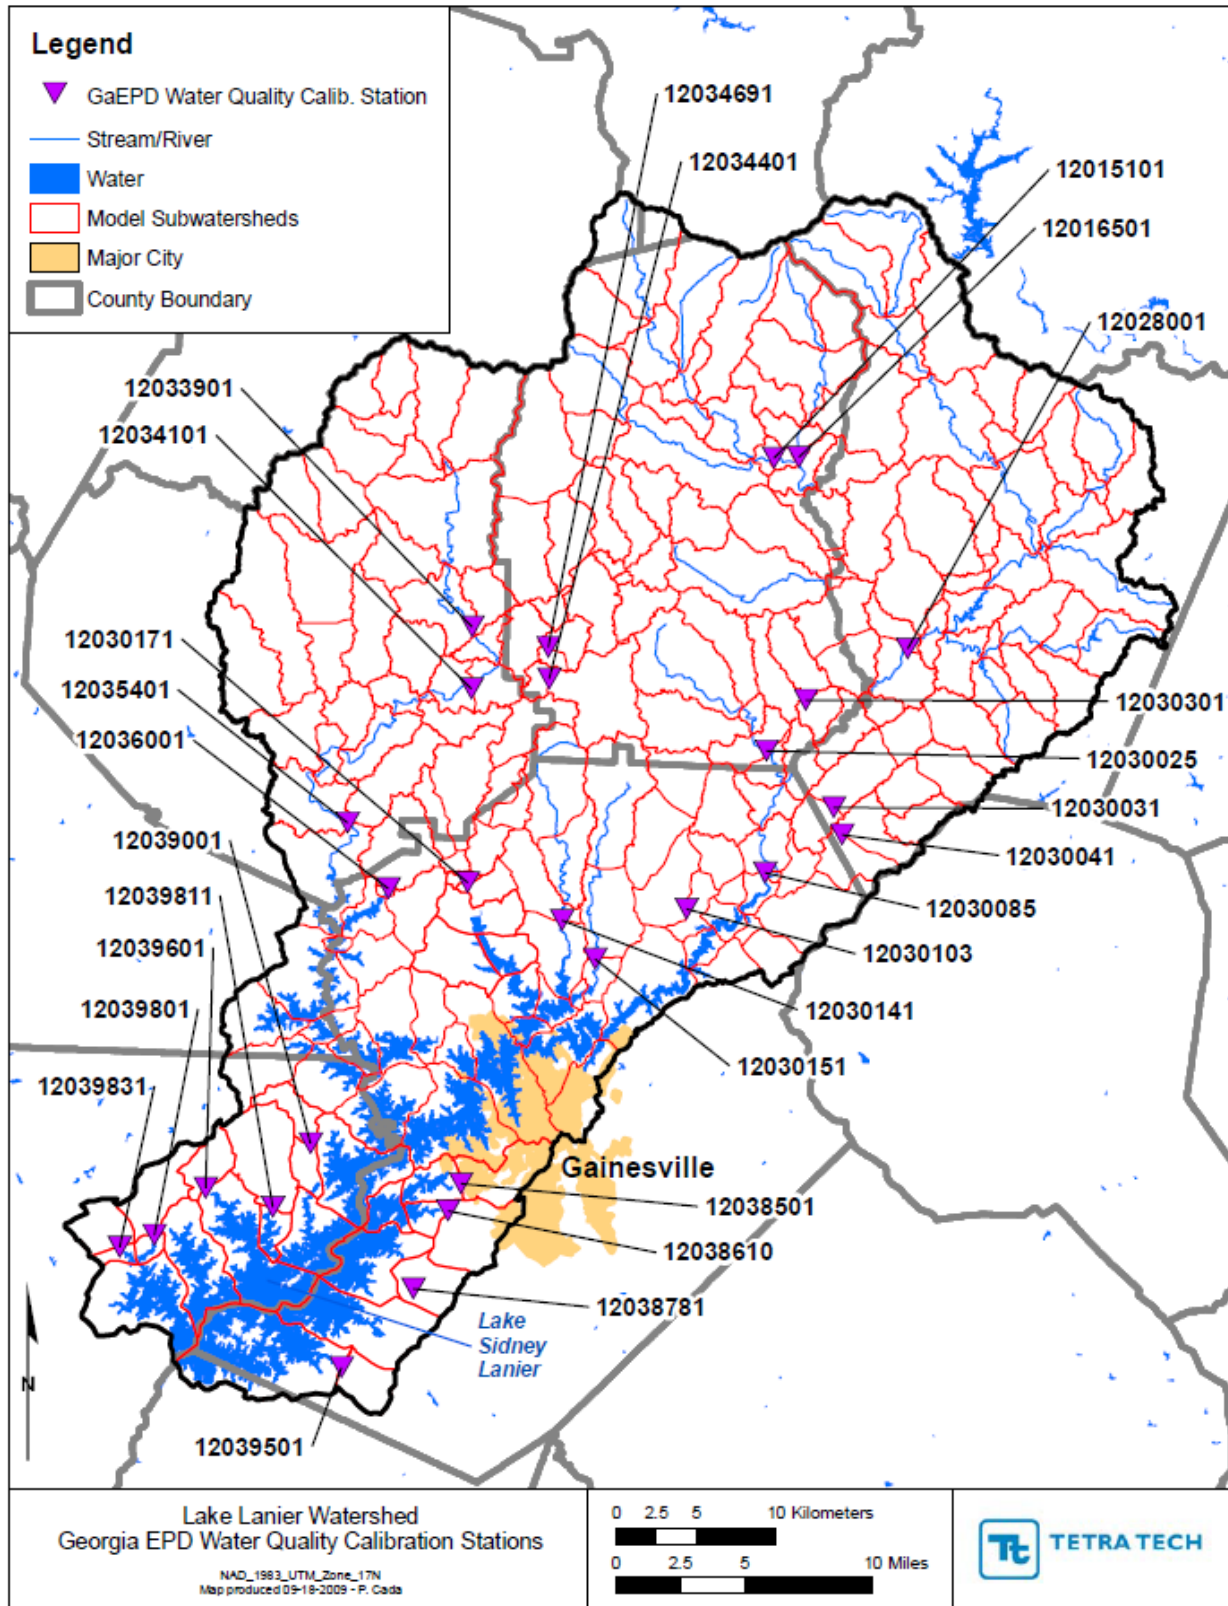 Legend
GaEPD Water Quality Calib. Station
Stream/River
Water
Model Subwatersheds
Major City
County Boundary
12034691
12034401
12015101
12016501
12028001
12033901
12034101
12030171
12035401
12036001
12039001
12039811
12039601
12039801
12039831
12030301
12030025
12030031
12030041
12030085
12030103
12030141
12030151
Gainesville
12038501
12038610
12038781
Lake
Sidney
Lanier
12039501
N
Lake Lanier Watershed
Georgia EPD Water Quality Calibration Stations
NAD_1983_UTM_Zone_17N
Map produced 09-18-2009 - P. Cada
0 2.5 5 10 Kilometers
0 2.5 5 10 Miles
Tt TETRA TECH